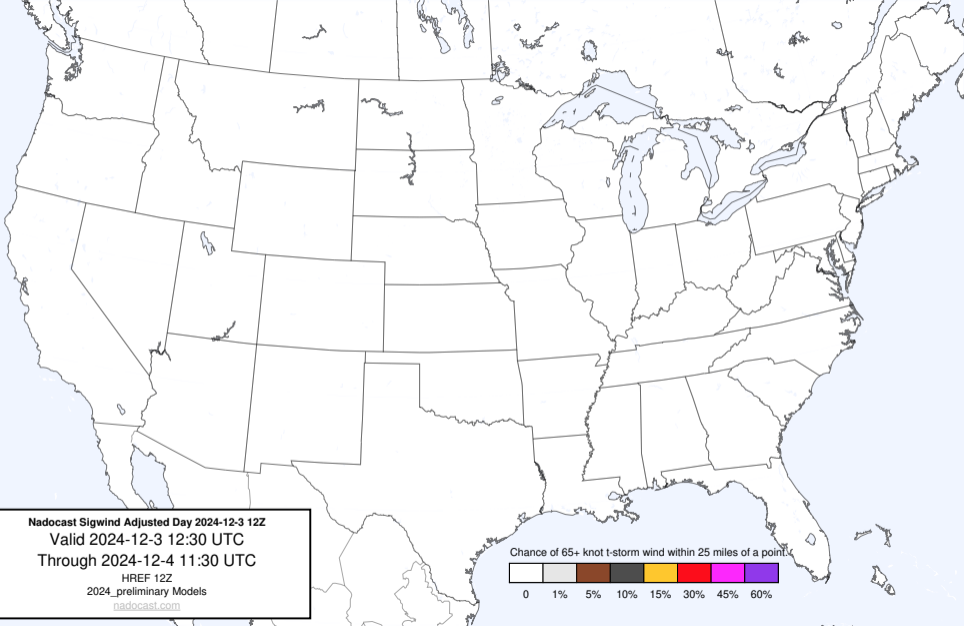 Nadocast Sigwind Adjusted Day 2024-12-3 12Z
Valid 2024-12-3 12:30 UTC
Through 2024-12-4 11:30 UTC
HREF 12Z
2024_preliminary Models
nadocast.com
Chance of 65+ knot t-storm wind within 25 miles of a point.
0 1% 5% 10% 15% 30% 45% 60%